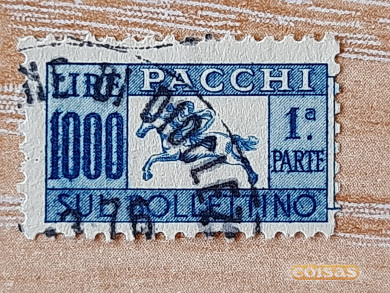 LIRE PACCHI
1000 1ª PARTE
SUL BOLLETTINO
coisas